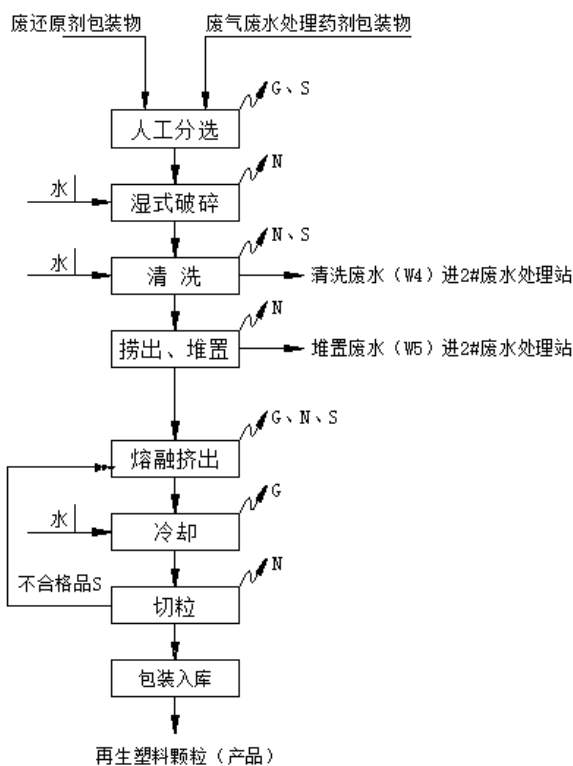 废还原剂包装物
废气废水处理药剂包装物
G、S
人工分选
N
水
湿式破碎
N、S
水
清 洗
清洗废水（W4）进2#废水处理站
N
捞出、堆置
堆置废水（W5）进2#废水处理站
G、N、S
熔融挤出
G
水
冷却
N
不合格品S
切粒
包装入库
再生塑料颗粒（产品）